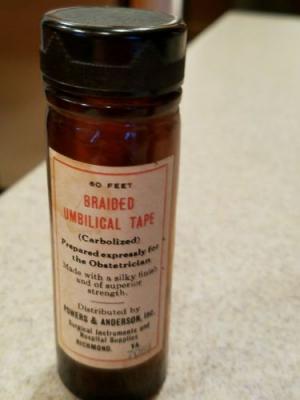 60 FEET
BRAIDED
UMBILICAL TAPE
(Carbolized)
Prepared expressly for
the Obstetrician
Made with a silky finish
and of superior
strength.
Distributed by
POWERS & ANDERSON, INC.
Surgical Instruments and
Hospital Supplies
RICHMOND, VA.